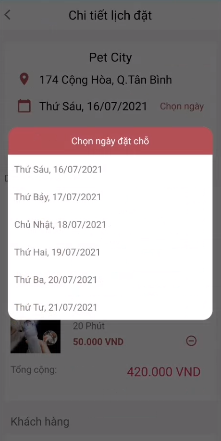 Chi tiết lịch đặt
Pet City
174 Cộng Hòa, Q.Tân Bình
Thứ Sáu, 16/07/2021 Chọn ngày
Chọn ngày đặt chỗ
Thứ Sáu, 16/07/2021
Thứ Bảy, 17/07/2021
Chủ Nhật, 18/07/2021
Thứ Hai, 19/07/2021
Thứ Ba, 20/07/2021
Thứ Tư, 21/07/2021
20 Phút
50.000 VND
Tổng cộng: 420.000 VND
Khách hàng